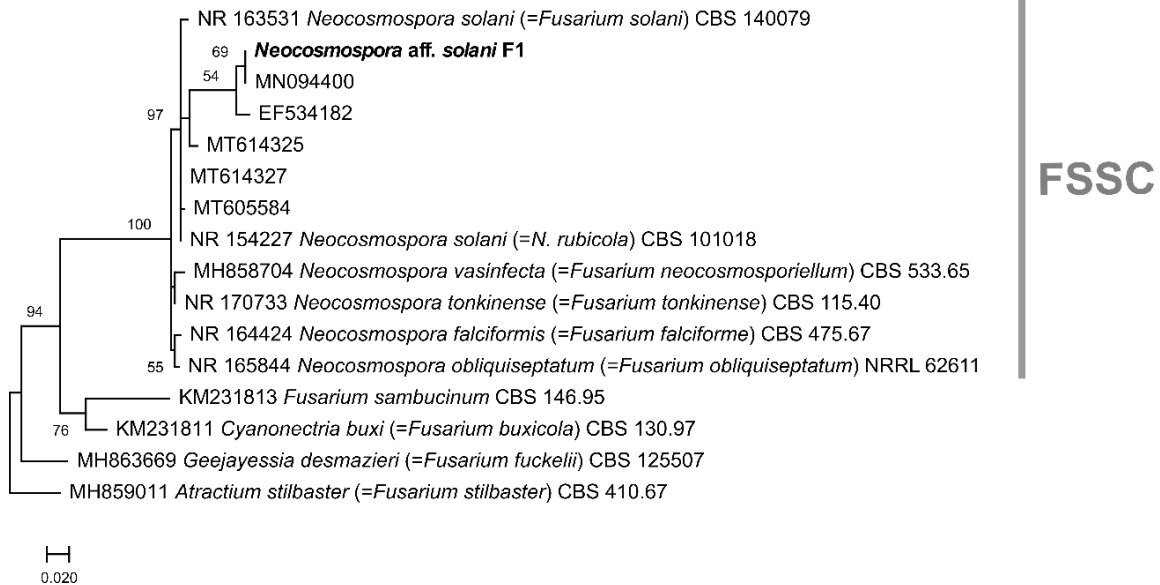 NR 163531 Neocosmospora solani (=Fusarium solani) CBS 140079
69 Neocosmospora aff. solani F1
54 MN094400
EF534182
97
MT614325
MT614327
FSSC
MT605584
100
NR 154227 Neocosmospora solani (=N. rubicola) CBS 101018
MH858704 Neocosmospora vasinfecta (=Fusarium neocosmosporiellum) CBS 533.65
NR 170733 Neocosmospora tonkinense (=Fusarium tonkinense) CBS 115.40
94
NR 164424 Neocosmospora falciformis (=Fusarium falciforme) CBS 475.67
55 NR 165844 Neocosmospora obliquiseptatum (=Fusarium obliquiseptatum) NRRL 62611
KM231813 Fusarium sambucinum CBS 146.95
76 KM231811 Cyanonectria buxi (=Fusarium buxicola) CBS 130.97
MH863669 Geejayessia desmazieri (=Fusarium fuckelii) CBS 125507
MH859011 Atractium stilbaster (=Fusarium stilbaster) CBS 410.67
0.020